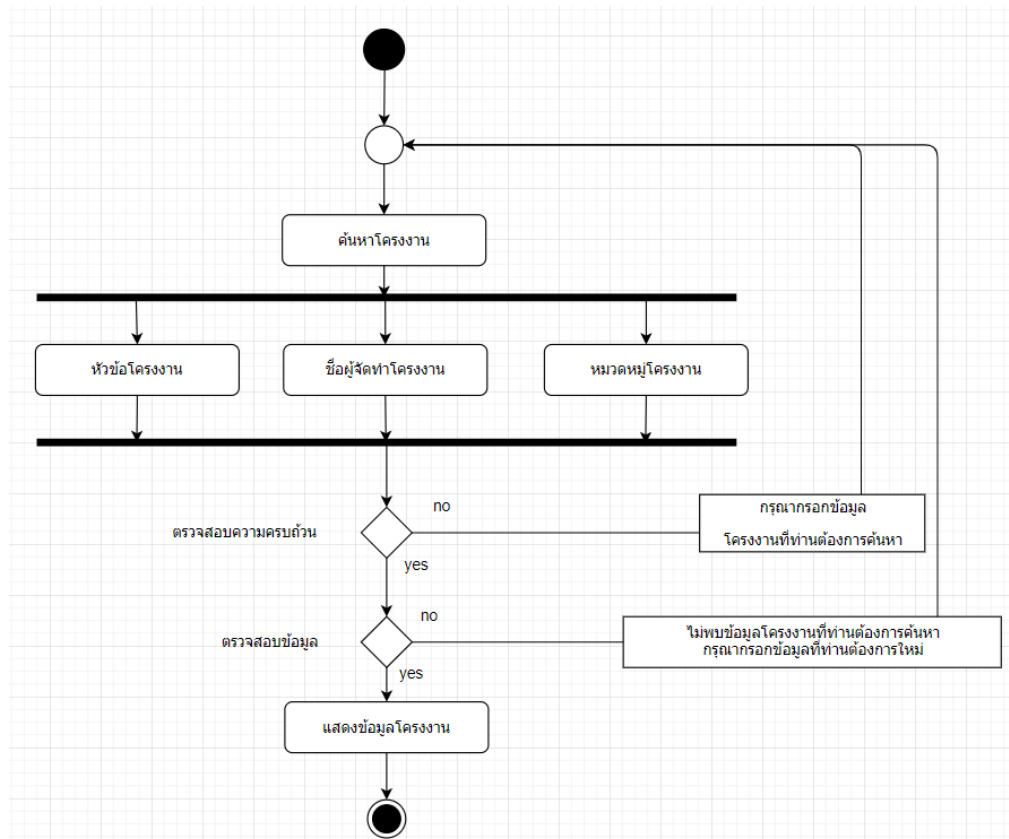 ค้นหาโครงงาน
หัวข้อโครงงาน
ชื่อผู้จัดทำโครงงาน
หมวดหมู่โครงงาน
no
กรุณากรอกข้อมูล
โครงงานที่ท่านต้องการค้นหา
ตรวจสอบความครบถ้วน
yes
no
ไม่พบข้อมูลโครงงานที่ท่านต้องการค้นหา
กรุณากรอกข้อมูลที่ท่านต้องการใหม่
ตรวจสอบข้อมูล
yes
แสดงข้อมูลโครงงาน